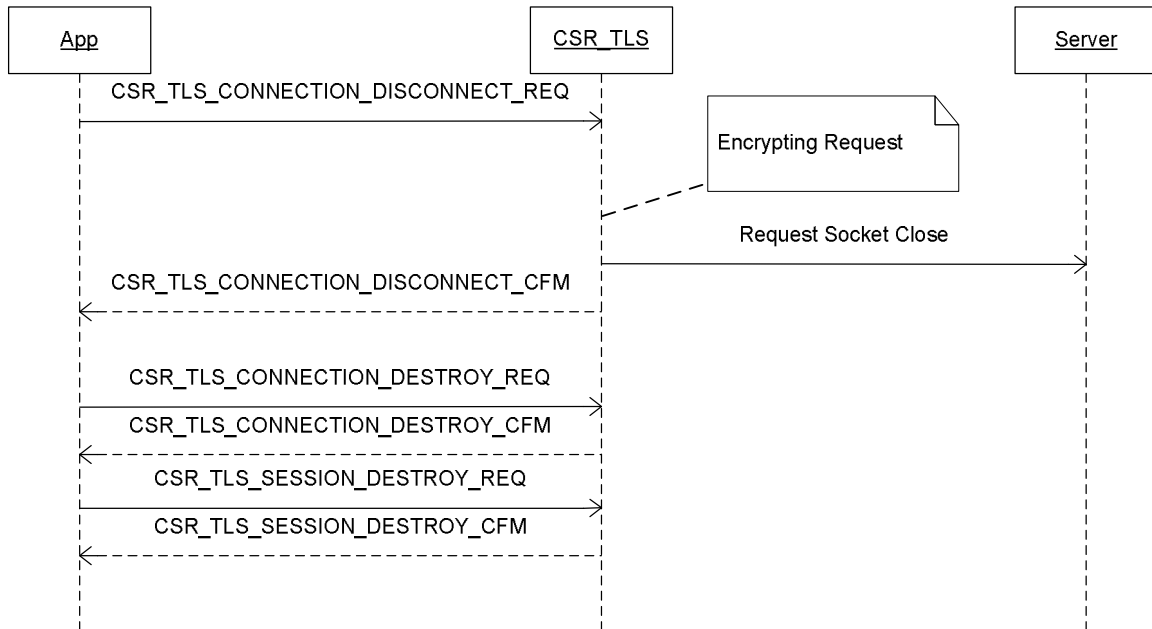 App
CSR_TLS
Server
CSR_TLS_CONNECTION_DISCONNECT_REQ
Encrypting Request
Request Socket Close
CSR_TLS_CONNECTION_DISCONNECT_CFM
CSR_TLS_CONNECTION_DESTROY_REQ
CSR_TLS_CONNECTION_DESTROY_CFM
CSR_TLS_SESSION_DESTROY_REQ
CSR_TLS_SESSION_DESTROY_CFM